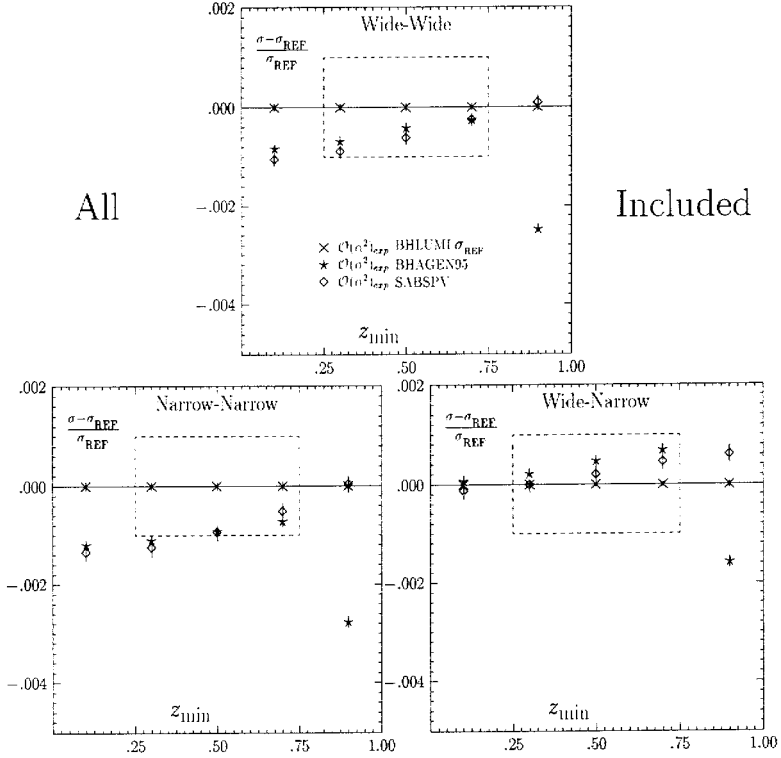 .002
Wide-Wide
σ−σREF
σREF
.000
−.002
All
Included
× O(α²)exp BHLUMI σREF
★ O(α²)exp BHAGEN95
◇ O(α²)exp SABSPV
−.004
zmin
.25 .50 .75 1.00
.002
Narrow-Narrow
σ−σREF
σREF
.000
−.002
−.004
zmin
.25 .50 .75 1.00
.002
Wide-Narrow
σ−σREF
σREF
.000
−.002
−.004
zmin
.25 .50 .75 1.00